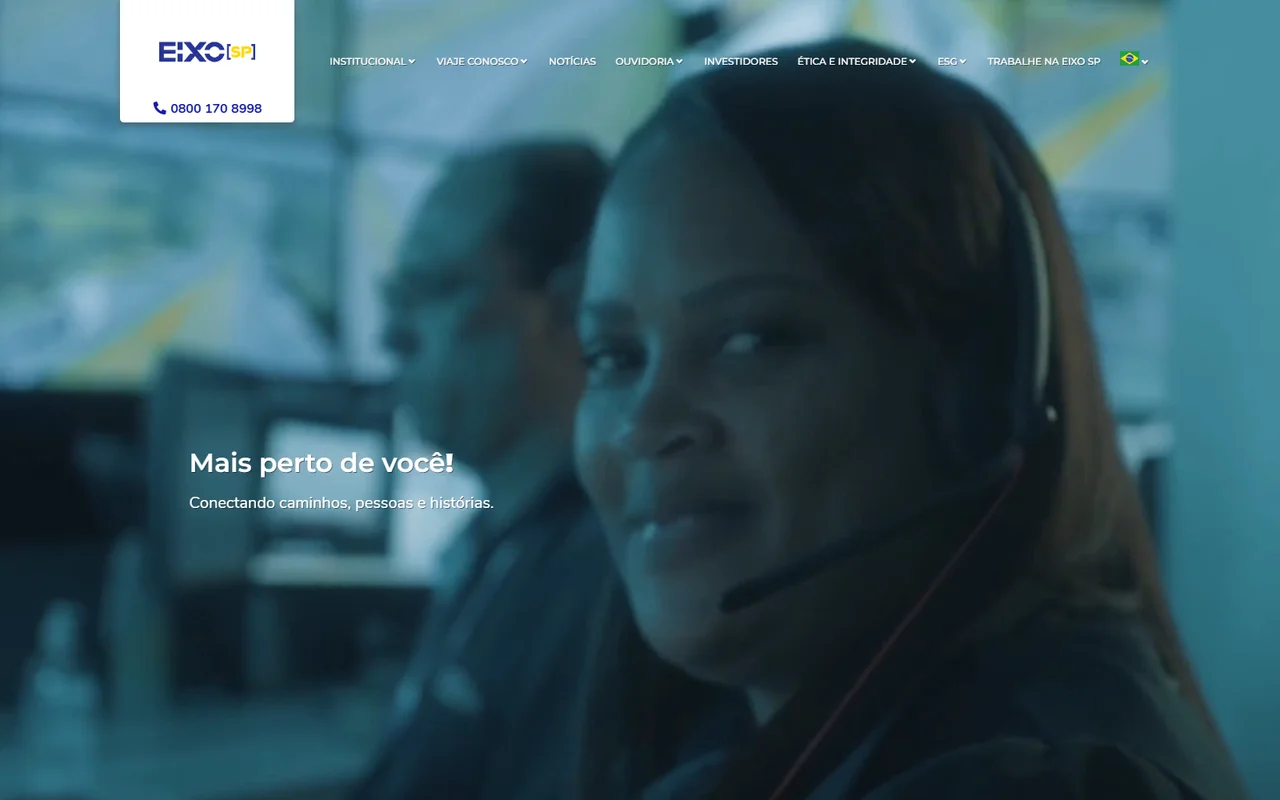 EIXO[SP]
0800 170 8998
INSTITUCIONAL
VIAJE CONOSCO
NOTÍCIAS
OUVIDORIA
INVESTIDORES
ÉTICA E INTEGRIDADE
ESG
TRABALHE NA EIXO SP
Mais perto de você!
Conectando caminhos, pessoas e histórias.